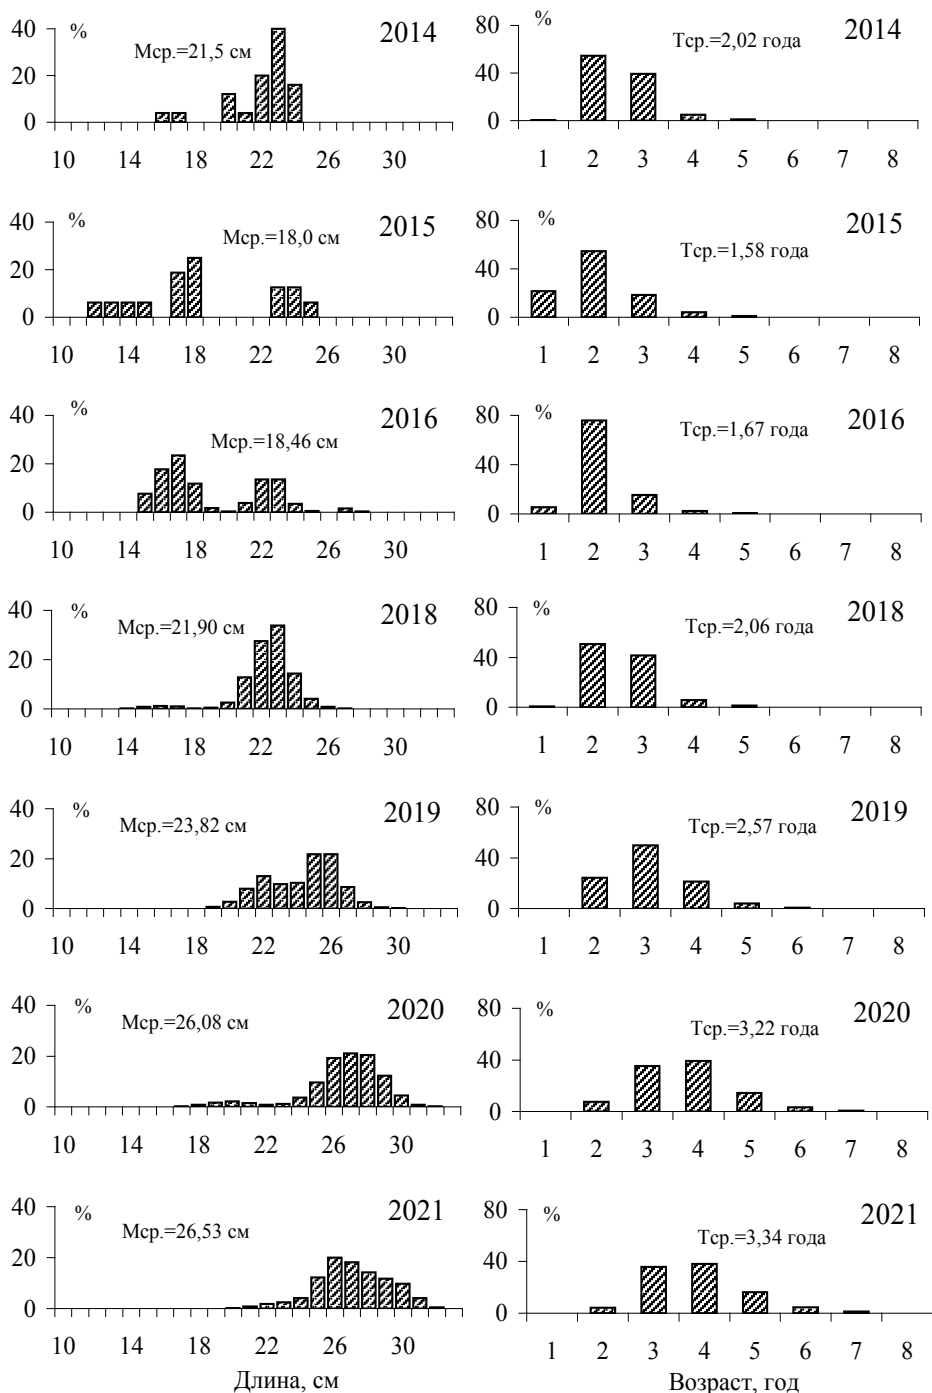 40 % 2014
Мср.=21,5 см
20
0
10 14 18 22 26 30
80 % 2014
Тср.=2,02 года
40
0
1 2 3 4 5 6 7 8
40 % 2015
Мср.=18,0 см
20
0
10 14 18 22 26 30
80 % 2015
Тср.=1,58 года
40
0
1 2 3 4 5 6 7 8
40 % 2016
Мср.=18,46 см
20
0
10 14 18 22 26 30
80 % 2016
Тср.=1,67 года
40
0
1 2 3 4 5 6 7 8
40 % 2018
Мср.=21,90 см
20
0
10 14 18 22 26 30
80 % 2018
Тср.=2,06 года
40
0
1 2 3 4 5 6 7 8
40 % 2019
Мср.=23,82 см
20
0
10 14 18 22 26 30
80 % 2019
Тср.=2,57 года
40
0
1 2 3 4 5 6 7 8
40 % 2020
Мср.=26,08 см
20
0
10 14 18 22 26 30
80 % 2020
Тср.=3,22 года
40
0
1 2 3 4 5 6 7 8
40 % 2021
Мср.=26,53 см
20
0
10 14 18 22 26 30
Длина, см
80 % 2021
Тср.=3,34 года
40
0
1 2 3 4 5 6 7 8
Возраст, год